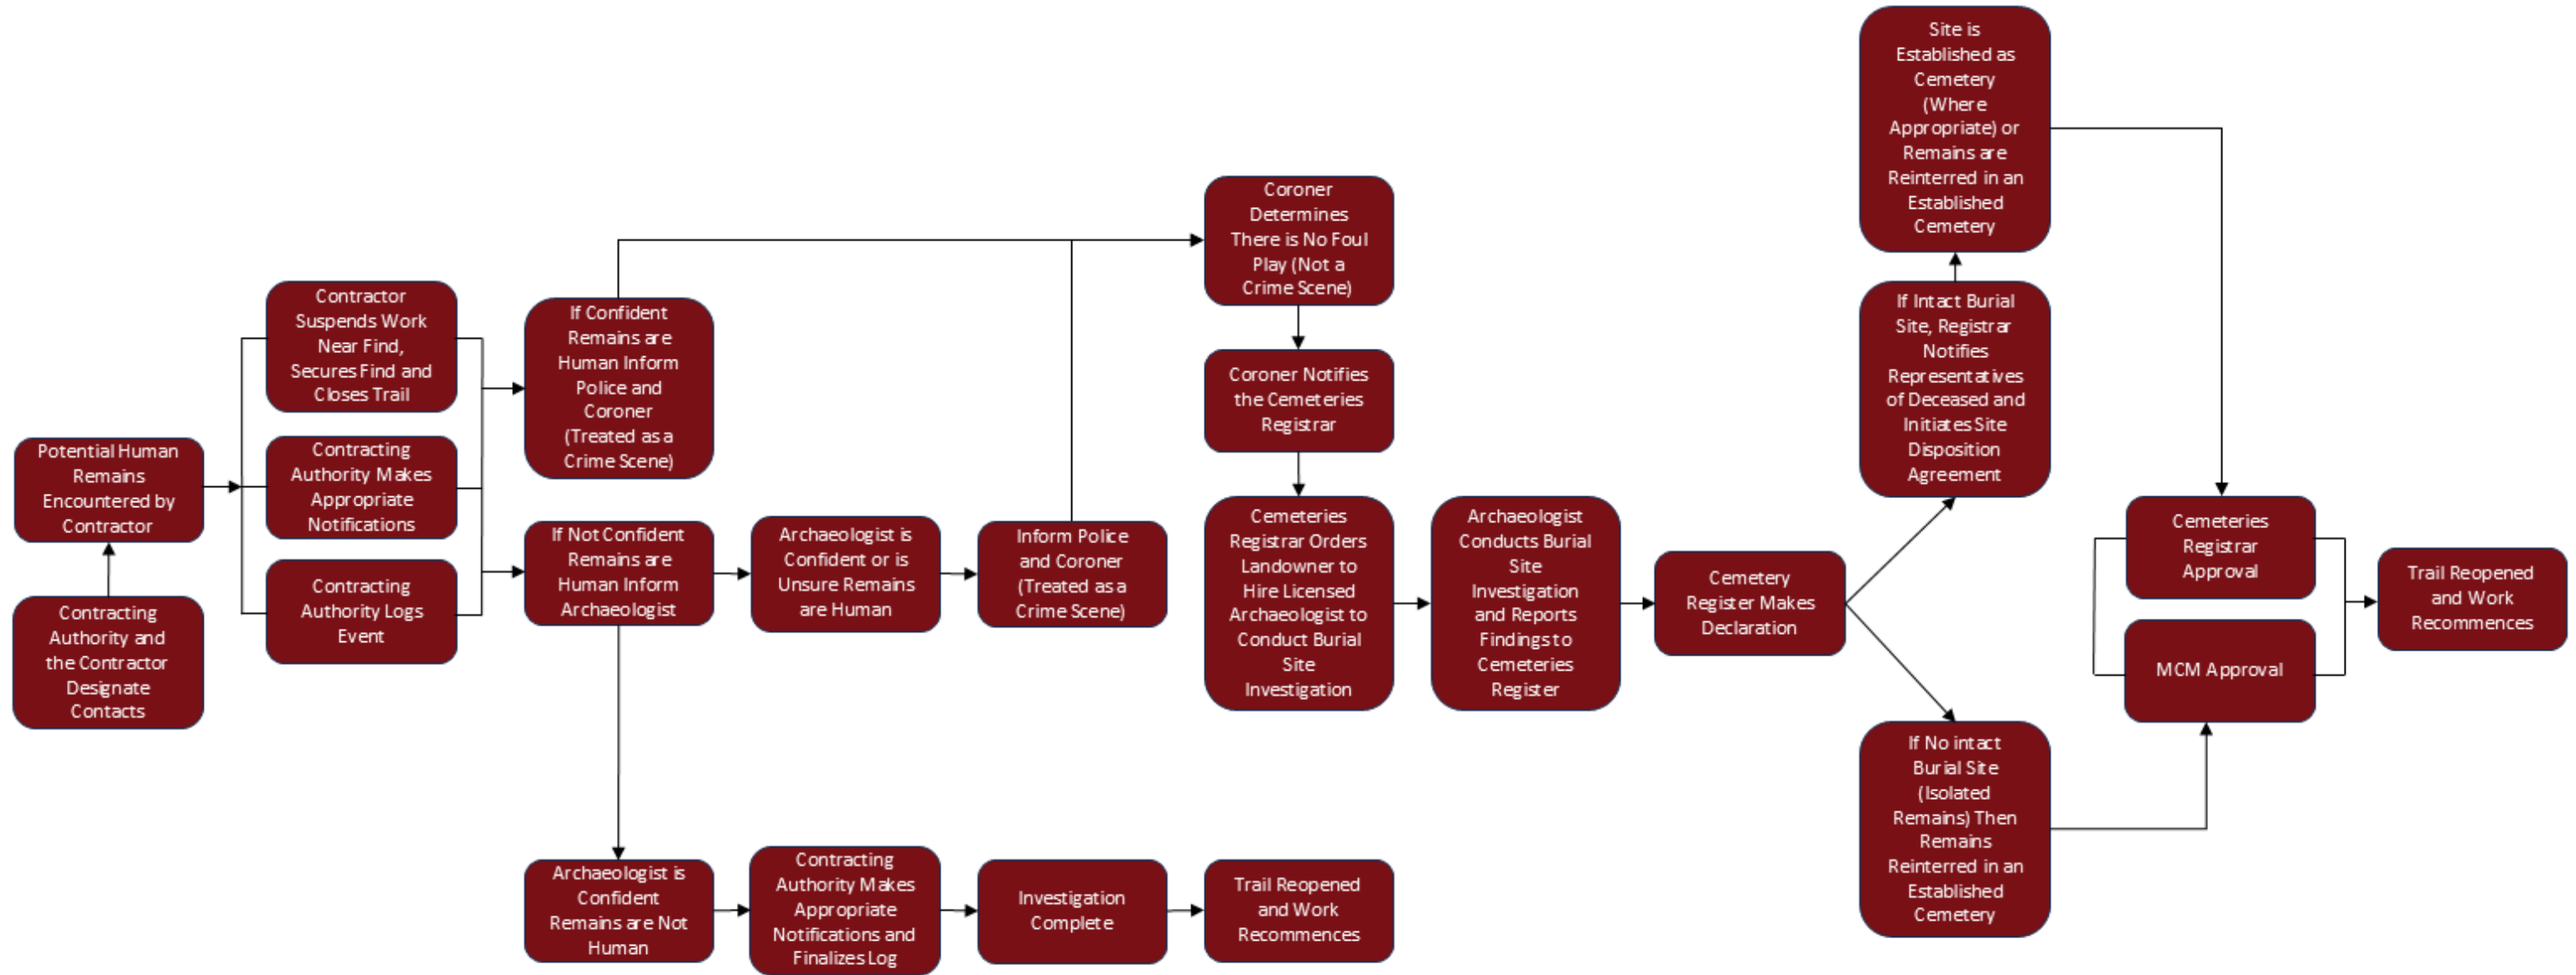 Contracting
Authority and
the Contractor
Designate
Contacts
Potential Human
Remains
Encountered by
Contractor
Contractor
Suspends Work
Near Find,
Secures Find and
Closes Trail
Contracting
Authority Makes
Appropriate
Notifications
Contracting
Authority Logs
Event
If Confident
Remains are
Human Inform
Police and
Coroner
(Treated as a
Crime Scene)
If Not Confident
Remains are
Human Inform
Archaeologist
Archaeologist is
Confident or is
Unsure Remains
are Human
Inform Police
and Coroner
(Treated as a
Crime Scene)
Archaeologist is
Confident
Remains are Not
Human
Contracting
Authority Makes
Appropriate
Notifications and
Finalizes Log
Investigation
Complete
Trail Reopened
and Work
Recommences
Coroner
Determines
There is No Foul
Play (Not a
Crime Scene)
Coroner Notifies
the Cemeteries
Registrar
Cemeteries
Registrar Orders
Landowner to
Hire Licensed
Archaeologist to
Conduct Burial
Site
Investigation
Archaeologist
Conducts Burial
Site
Investigation
and Reports
Findings to
Cemeteries
Register
Cemetery
Register Makes
Declaration
If Intact Burial
Site, Registrar
Notifies
Representatives
of Deceased and
Initiates Site
Disposition
Agreement
Site is
Established as
Cemetery
(Where
Appropriate) or
Remains are
Reinterred in an
Established
Cemetery
If No intact
Burial Site
(Isolated
Remains) Then
Remains
Reinterred in an
Established
Cemetery
Cemeteries
Registrar
Approval
MCM Approval
Trail Reopened
and Work
Recommences